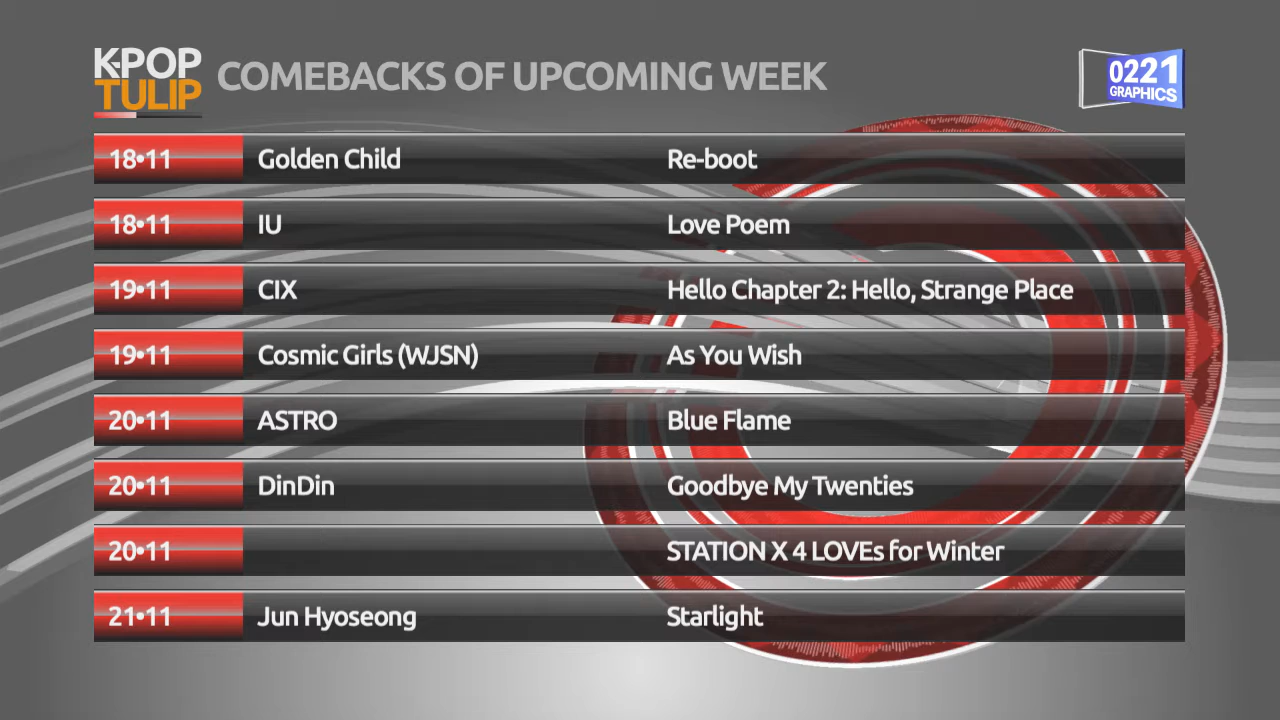 K-POP
TULIP
COMEBACKS OF UPCOMING WEEK
0221
GRAPHICS
18•11 Golden Child Re-boot
18•11 IU Love Poem
19•11 CIX Hello Chapter 2: Hello, Strange Place
19•11 Cosmic Girls (WJSN) As You Wish
20•11 ASTRO Blue Flame
20•11 DinDin Goodbye My Twenties
20•11 STATION X 4 LOVEs for Winter
21•11 Jun Hyoseong Starlight